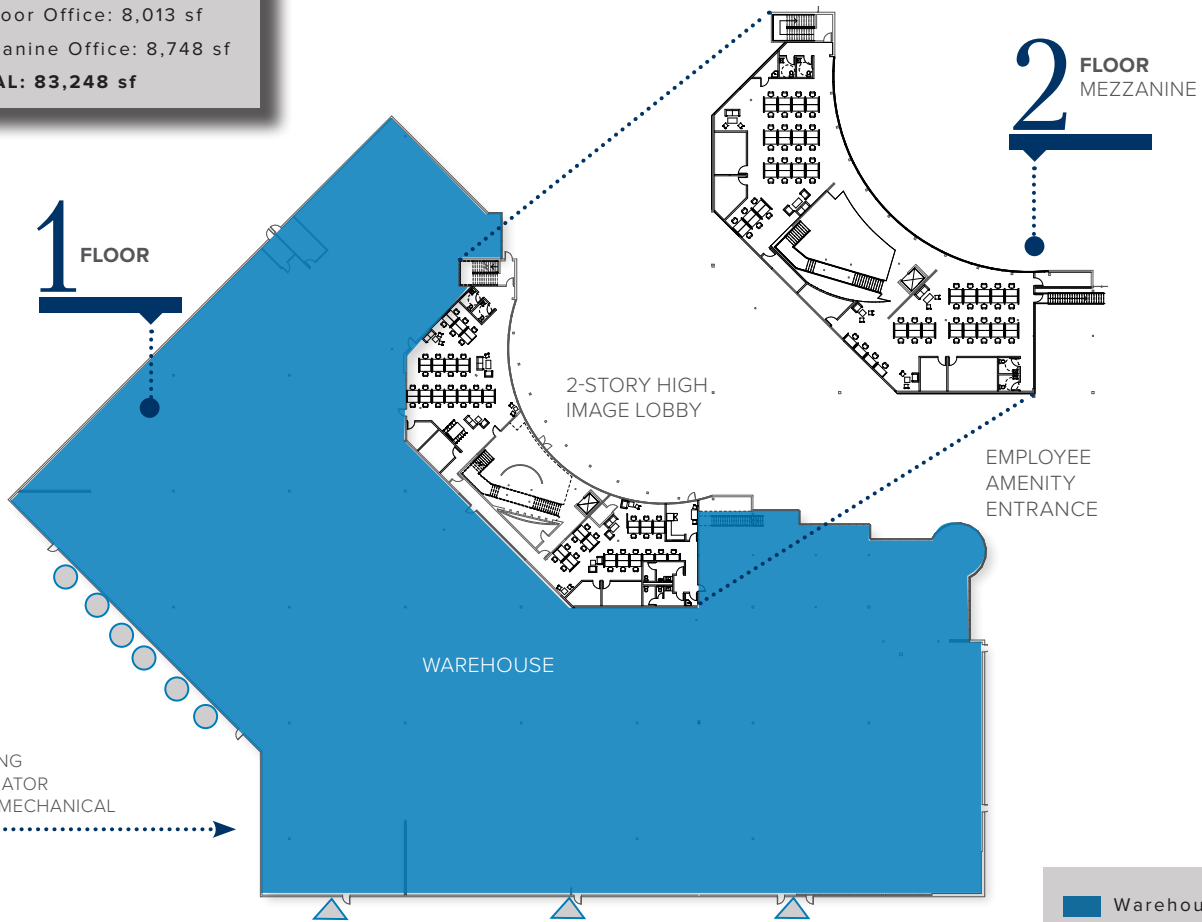 oor Office: 8,013 sf
anine Office: 8,748 sf
AL: 83,248 sf
2
FLOOR
MEZZANINE
1
FLOOR
2-STORY HIGH
IMAGE LOBBY
EMPLOYEE
AMENITY
ENTRANCE
WAREHOUSE
NG
ATOR
MECHANICAL
Warehou